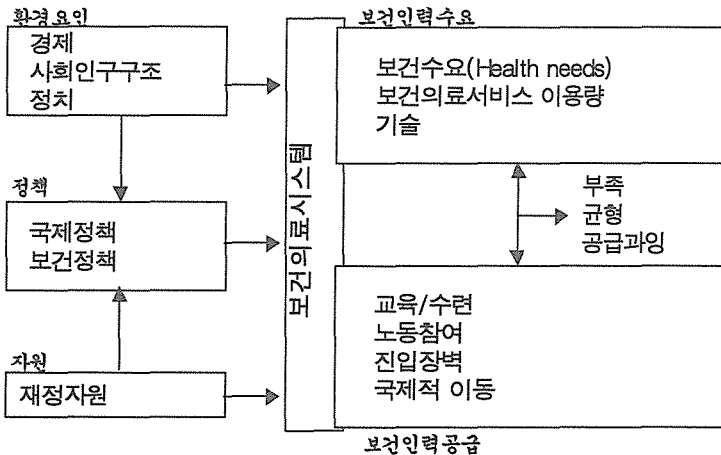 환경요인
경제
사회인구구조
정치
정책
국제정책
보건정책
자원
재정자원
보건의료시스템
보건인력수요
보건수요(Health needs)
보건의료서비스 이용량
기술
부족
균형
공급과잉
교육/수련
노동참여
진입장벽
국제적 이동
보건인력공급